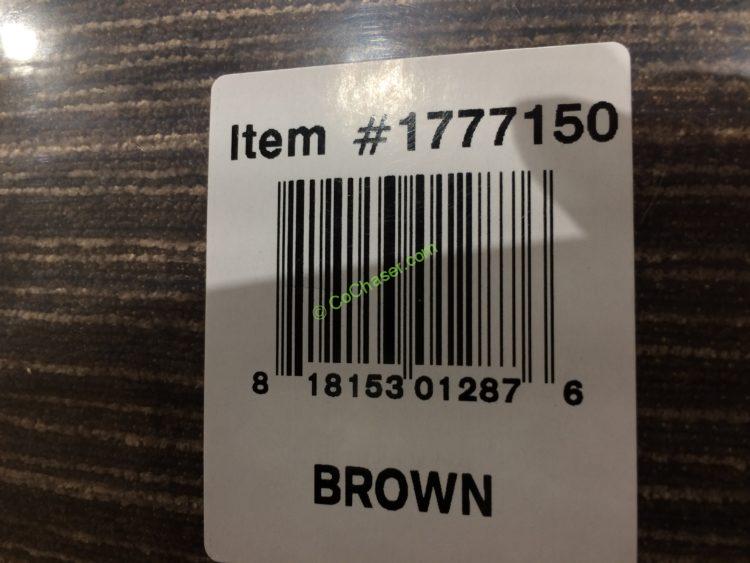 Item #1777150
© CoChaser.com
8 18153 01287 6
BROWN